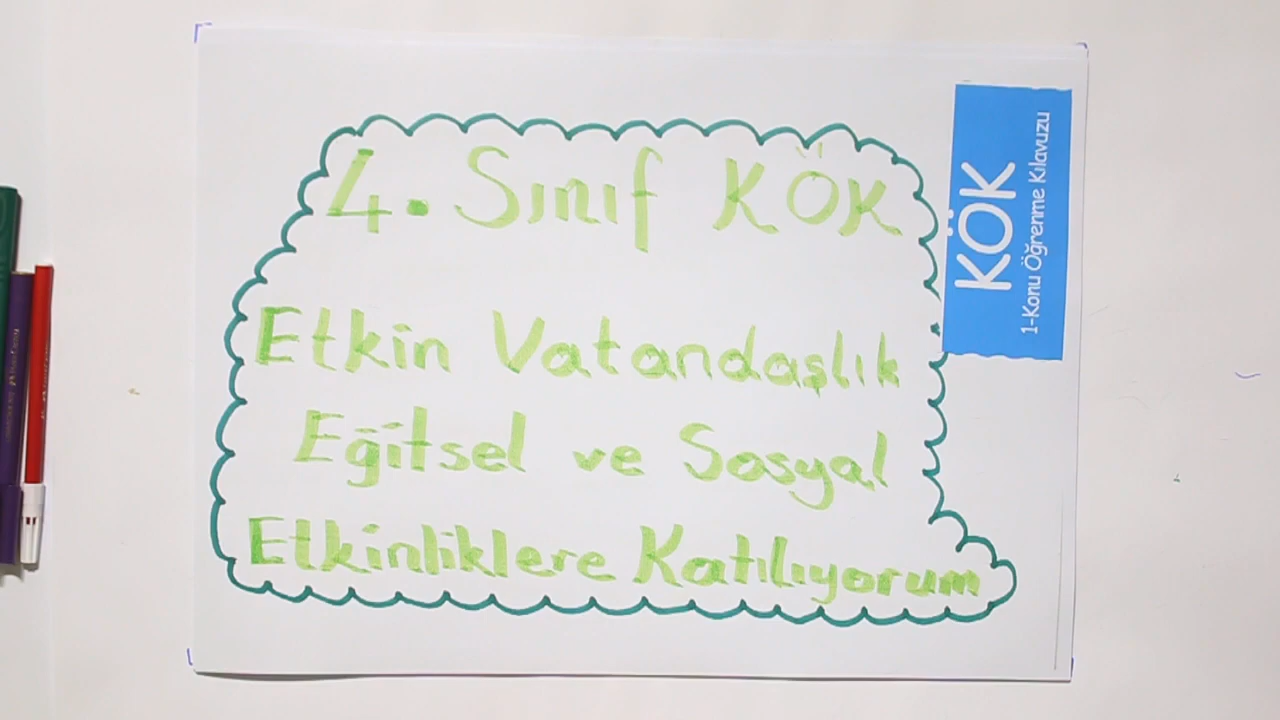 4. Sınıf KÖK
Etkin Vatandaşlık
Eğitsel ve Sosyal
Etkinliklere Katılıyorum
KÖK
1-Konu Öğrenme Kılavuzu